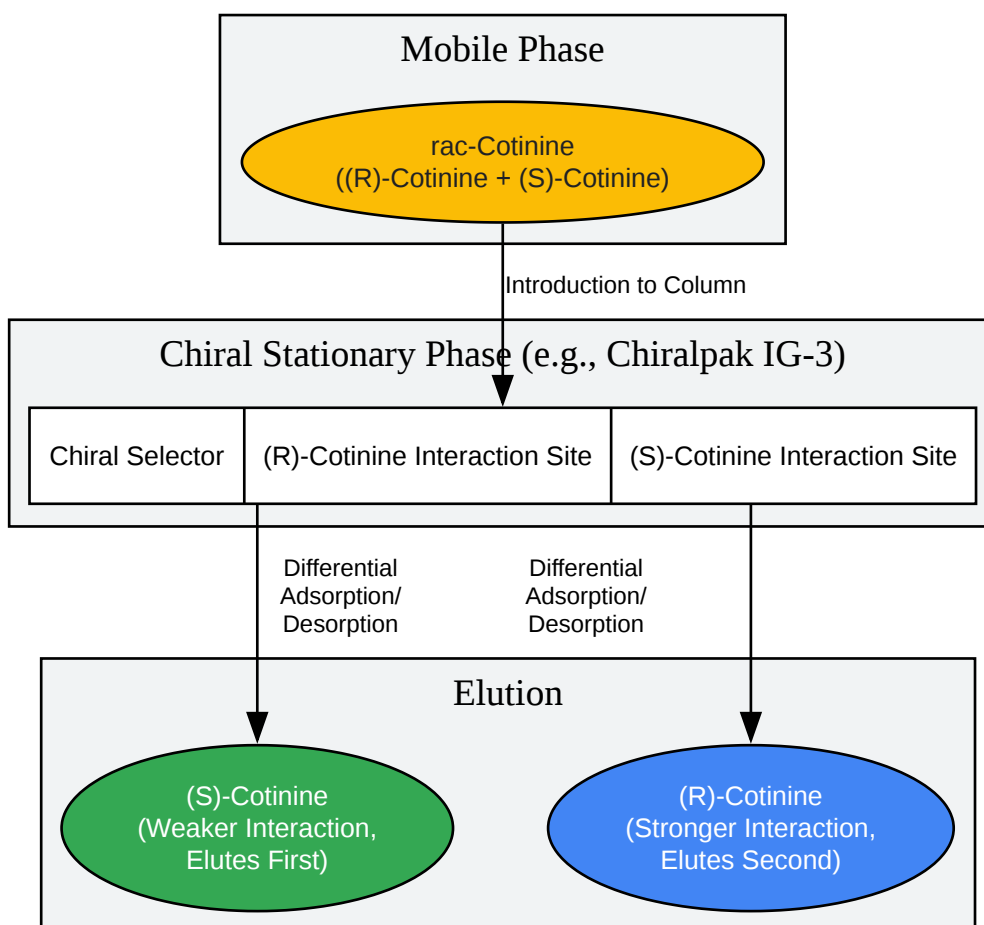 Mobile Phase
rac-Cotinine
((R)-Cotinine + (S)-Cotinine)
Introduction to Column
Chiral Stationary Phase (e.g., Chiralpak IG-3)
Chiral Selector
(R)-Cotinine Interaction Site
(S)-Cotinine Interaction Site
Differential
Adsorption/
Desorption
Differential
Adsorption/
Desorption
Elution
(S)-Cotinine
(Weaker Interaction,
Elutes First)
(R)-Cotinine
(Stronger Interaction,
Elutes Second)